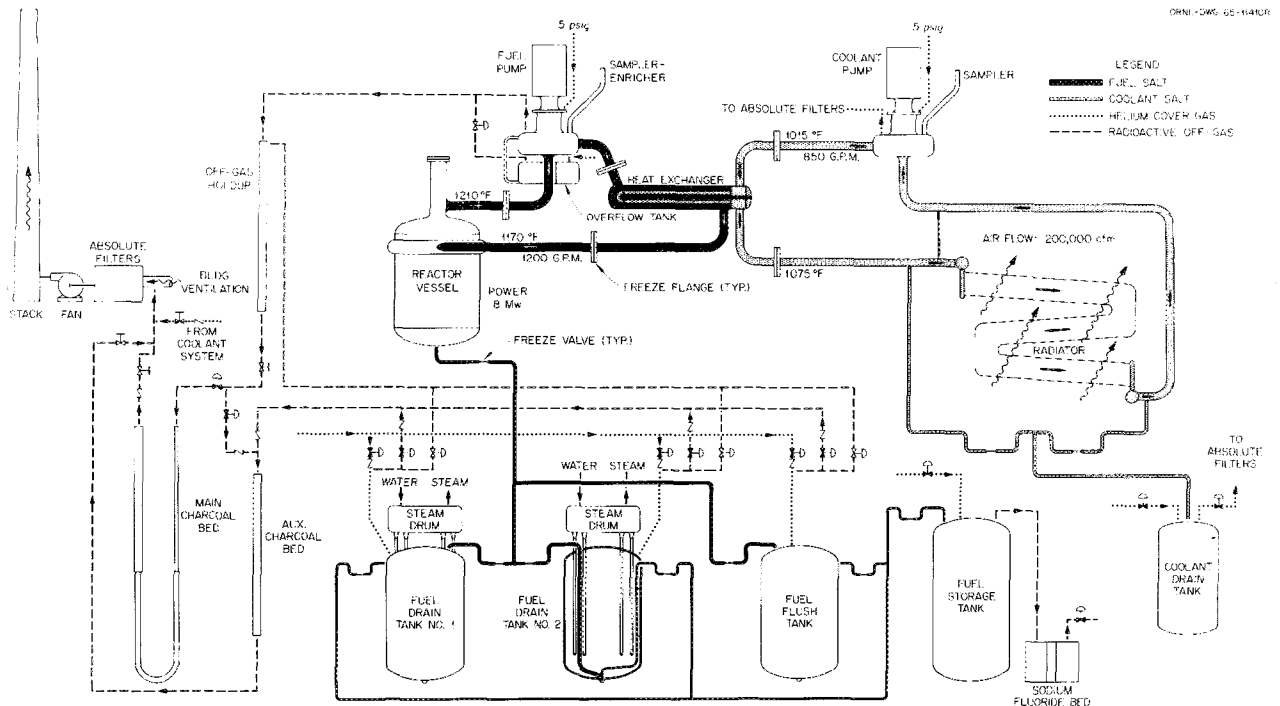 ORNL-DWG 65-11410R
5 psig
FUEL
PUMP
SAMPLER-
ENRICHER
5 psig
COOLANT
PUMP
SAMPLER
LEGEND
FUEL SALT
COOLANT SALT
HELIUM COVER GAS
RADIOACTIVE OFF-GAS
TO ABSOLUTE FILTERS
1015 °F
850 G.P.M.
OFF-GAS
HOLDUP
HEAT EXCHANGER
1210 °F
OVERFLOW TANK
1170 °F
1200 G.P.M.
1075 °F
AIR FLOW: 200,000 cfm
ABSOLUTE
FILTERS
BLDG
VENTILATION
REACTOR
VESSEL
POWER
8 Mw
FREEZE FLANGE (TYP.)
STACK
FAN
FROM
COOLANT
SYSTEM
FREEZE VALVE (TYP.)
RADIATOR
TO
ABSOLUTE
FILTERS
WATER
STEAM
WATER
STEAM
MAIN
CHARCOAL
BED
AUX.
CHARCOAL
BED
STEAM
DRUM
STEAM
DRUM
FUEL
DRAIN
TANK NO. 1
FUEL
DRAIN
TANK NO. 2
FUEL
FLUSH
TANK
FUEL
STORAGE
TANK
COOLANT
DRAIN
TANK
SODIUM
FLUORIDE BED